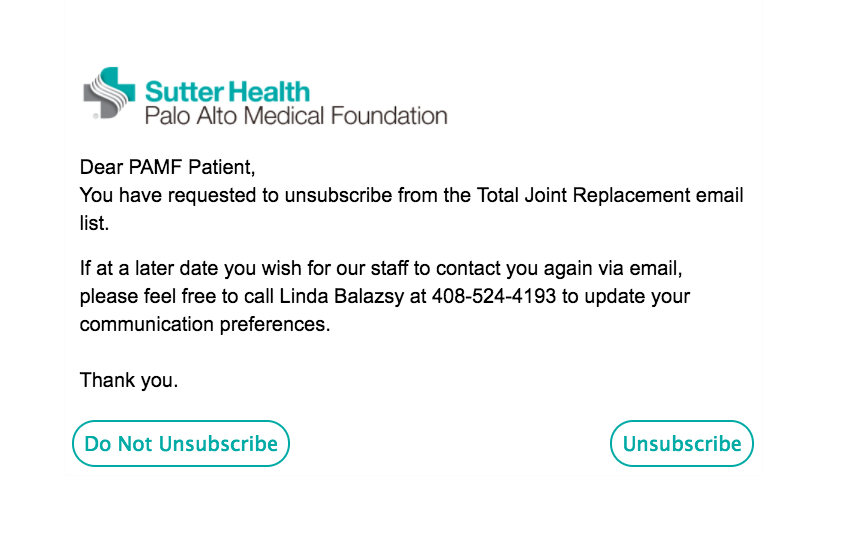 Sutter Health
Palo Alto Medical Foundation
Dear PAMF Patient,
You have requested to unsubscribe from the Total Joint Replacement email
list.
If at a later date you wish for our staff to contact you again via email,
please feel free to call Linda Balazsy at 408-524-4193 to update your
communication preferences.
Thank you.
Do Not Unsubscribe
Unsubscribe